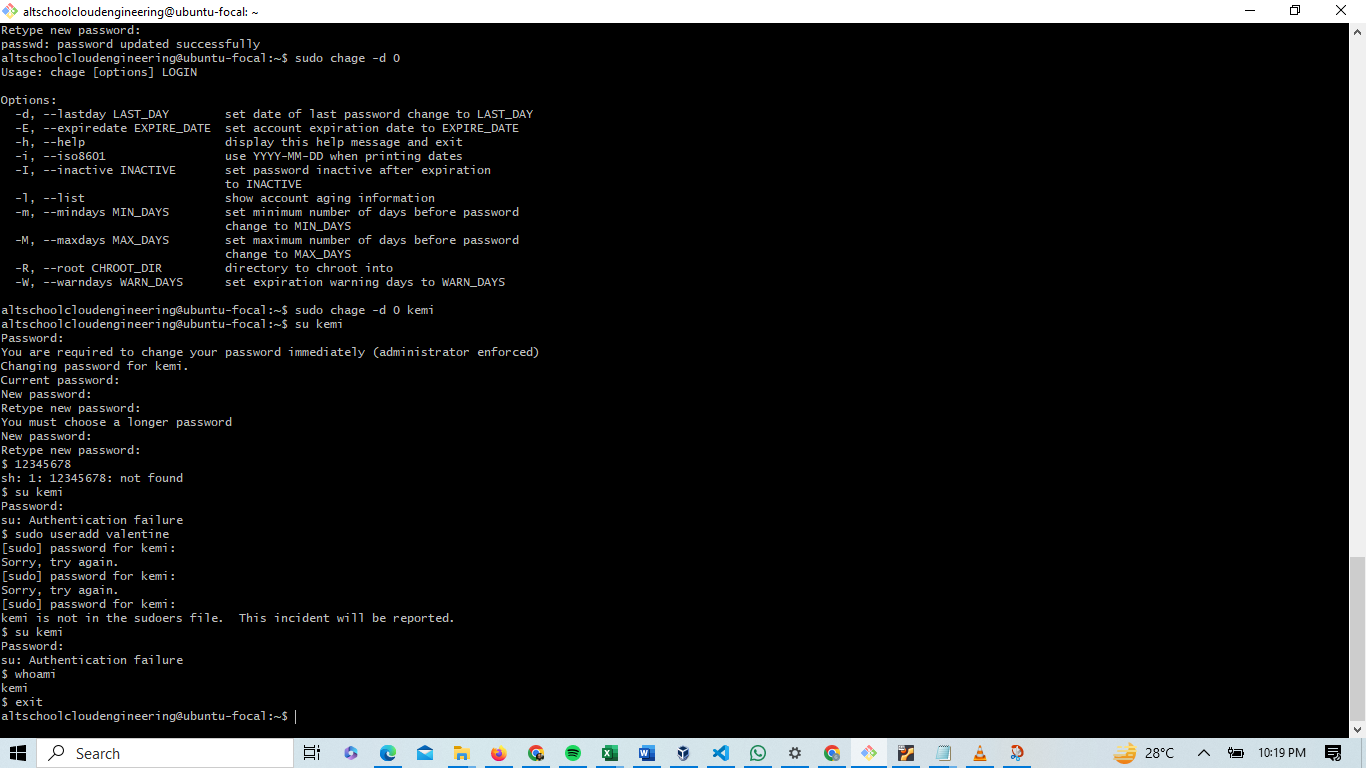 altschoolcloudengineering@ubuntu-focal: ~
Retype new password:
passwd: password updated successfully
altschoolcloudengineering@ubuntu-focal:~$ sudo chage -d 0
Usage: chage [options] LOGIN
Options:
-d, --lastday LAST_DAY set date of last password change to LAST_DAY
-E, --expiredate EXPIRE_DATE set account expiration date to EXPIRE_DATE
-h, --help display this help message and exit
-i, --iso8601 use YYYY-MM-DD when printing dates
-I, --inactive INACTIVE set password inactive after expiration
to INACTIVE
-l, --list show account aging information
-m, --mindays MIN_DAYS set minimum number of days before password
change to MIN_DAYS
-M, --maxdays MAX_DAYS set maximum number of days before password
change to MAX_DAYS
-R, --root CHROOT_DIR directory to chroot into
-W, --warndays WARN_DAYS set expiration warning days to WARN_DAYS
altschoolcloudengineering@ubuntu-focal:~$ sudo chage -d 0 kemi
altschoolcloudengineering@ubuntu-focal:~$ su kemi
Password:
You are required to change your password immediately (administrator enforced)
Changing password for kemi.
Current password:
New password:
Retype new password:
You must choose a longer password
New password:
Retype new password:
$ 12345678
sh: 1: 12345678: not found
$ su kemi
Password:
su: Authentication failure
$ sudo useradd valentine
[sudo] password for kemi:
Sorry, try again.
[sudo] password for kemi:
Sorry, try again.
[sudo] password for kemi:
kemi is not in the sudoers file.  This incident will be reported.
$ su kemi
Password:
su: Authentication failure
$ whoami
kemi
$ exit
altschoolcloudengineering@ubuntu-focal:~$
Search
28°C
10:19 PM